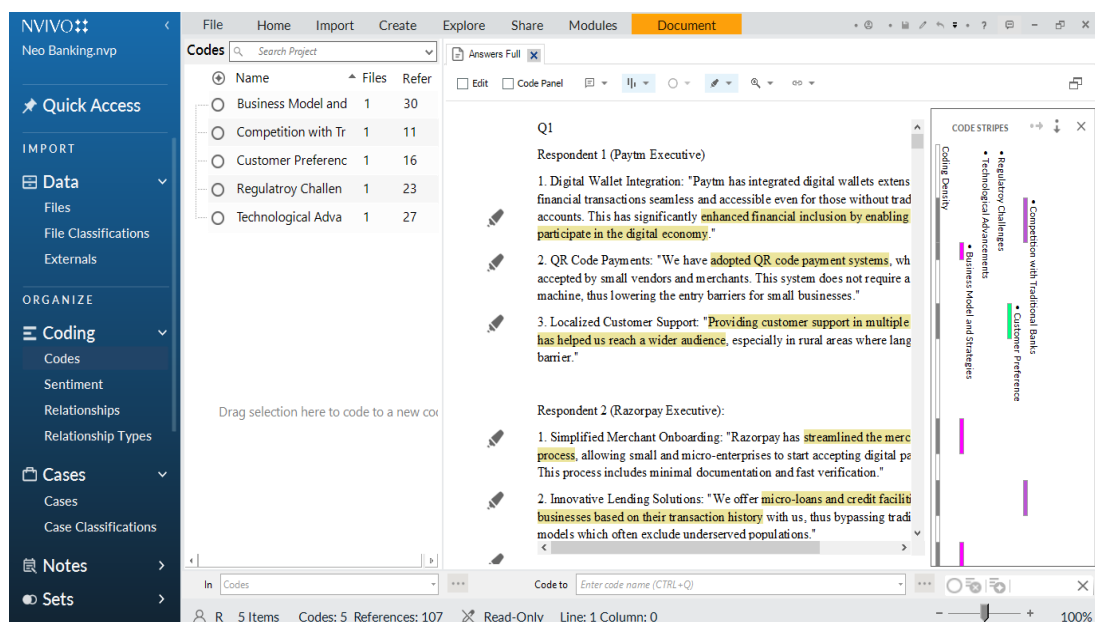 NVIVO
Neo Banking.nvp
Quick Access
IMPORT
Data
Files
File Classifications
Externals
ORGANIZE
Coding
Codes
Sentiment
Relationships
Relationship Types
Cases
Cases
Case Classifications
Notes
Sets
File Home Import Create Explore Share Modules Document
Codes Search Project
Name Files Refer
Business Model and 1 30
Competition with Tr 1 11
Customer Preferenc 1 16
Regulatroy Challen 1 23
Technological Adva 1 27
Drag selection here to code to a new co
In Codes
Answers Full
Edit Code Panel
Q1
Respondent 1 (Paytm Executive)
1. Digital Wallet Integration: "Paytm has integrated digital wallets extens
financial transactions seamless and accessible even for those without trad
accounts. This has significantly enhanced financial inclusion by enabling
participate in the digital economy."
2. QR Code Payments: "We have adopted QR code payment systems, wh
accepted by small vendors and merchants. This system does not require a
machine, thus lowering the entry barriers for small businesses."
3. Localized Customer Support: "Providing customer support in multiple
has helped us reach a wider audience, especially in rural areas where lang
barrier."
Respondent 2 (Razorpay Executive):
1. Simplified Merchant Onboarding: "Razorpay has streamlined the merc
process, allowing small and micro-enterprises to start accepting digital pa
This process includes minimal documentation and fast verification."
2. Innovative Lending Solutions: "We offer micro-loans and credit faciliti
businesses based on their transaction history with us, thus bypassing tradi
models which often exclude underserved populations."
Code to Enter code name (CTRL+Q)
CODE STRIPES
Coding Density
• Business Model and Strategies
• Technological Advancements
• Regulatroy Challenges
• Customer Preference
• Competition with Traditional Banks
R 5 Items Codes: 5 References: 107 Read-Only Line: 1 Column: 0 100%